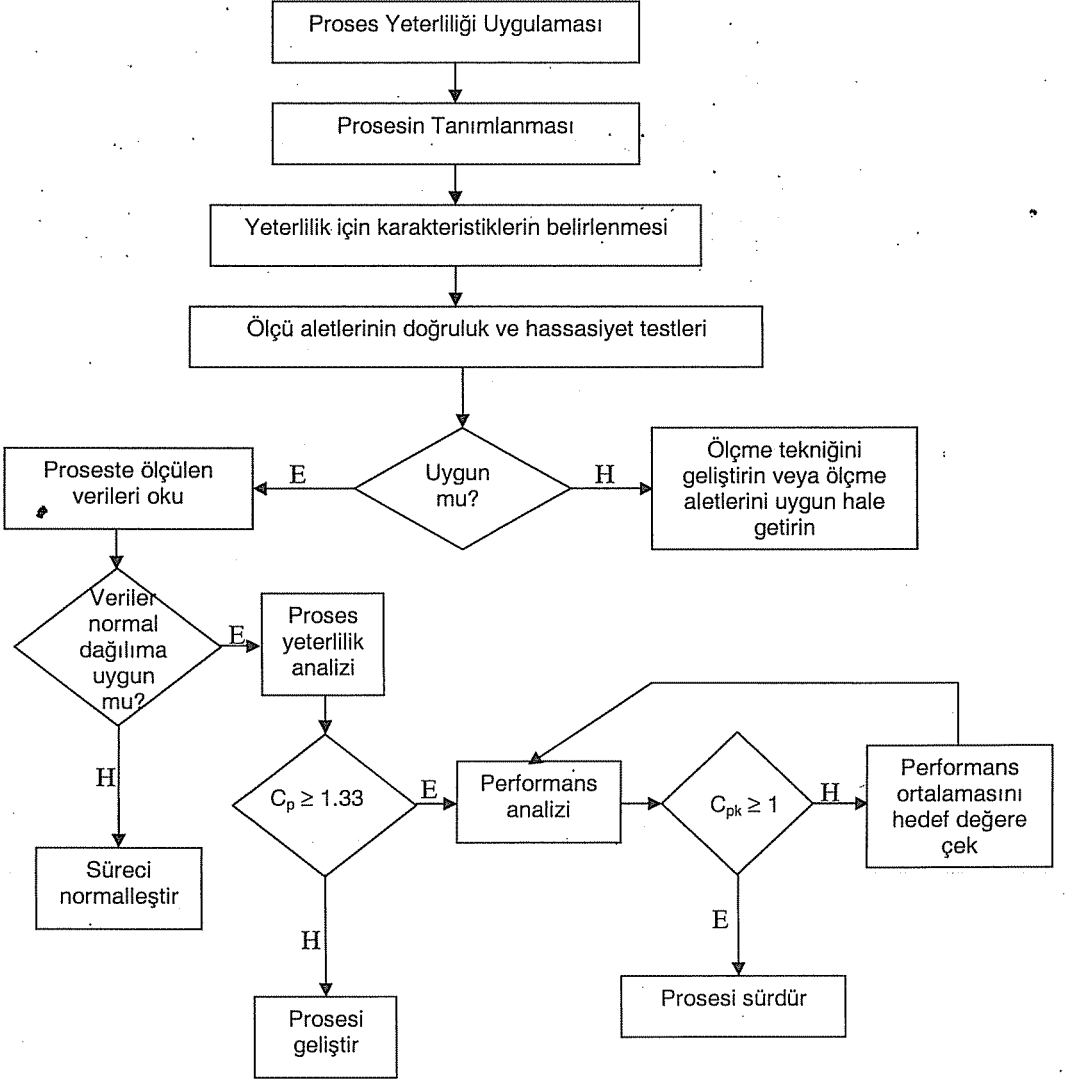 Proses Yeterliliği Uygulaması
Prosesin Tanımlanması
Yeterlilik için karakteristiklerin belirlenmesi
Ölçü aletlerinin doğruluk ve hassasiyet testleri
Uygun
mu?
E
H
Proseste ölçülen
verileri oku
Ölçme tekniğini
geliştirin veya ölçme
aletlerini uygun hale
getirin
Veriler
normal
dağılıma
uygun
mu?
E
H
Süreci
normalleştir
Proses
yeterlilik
analizi
Cp ≥ 1.33
E
H
Prosesi
geliştir
Performans
analizi
Cpk ≥ 1
H
E
Performans
ortalamasını
hedef değere
çek
Prosesi sürdür